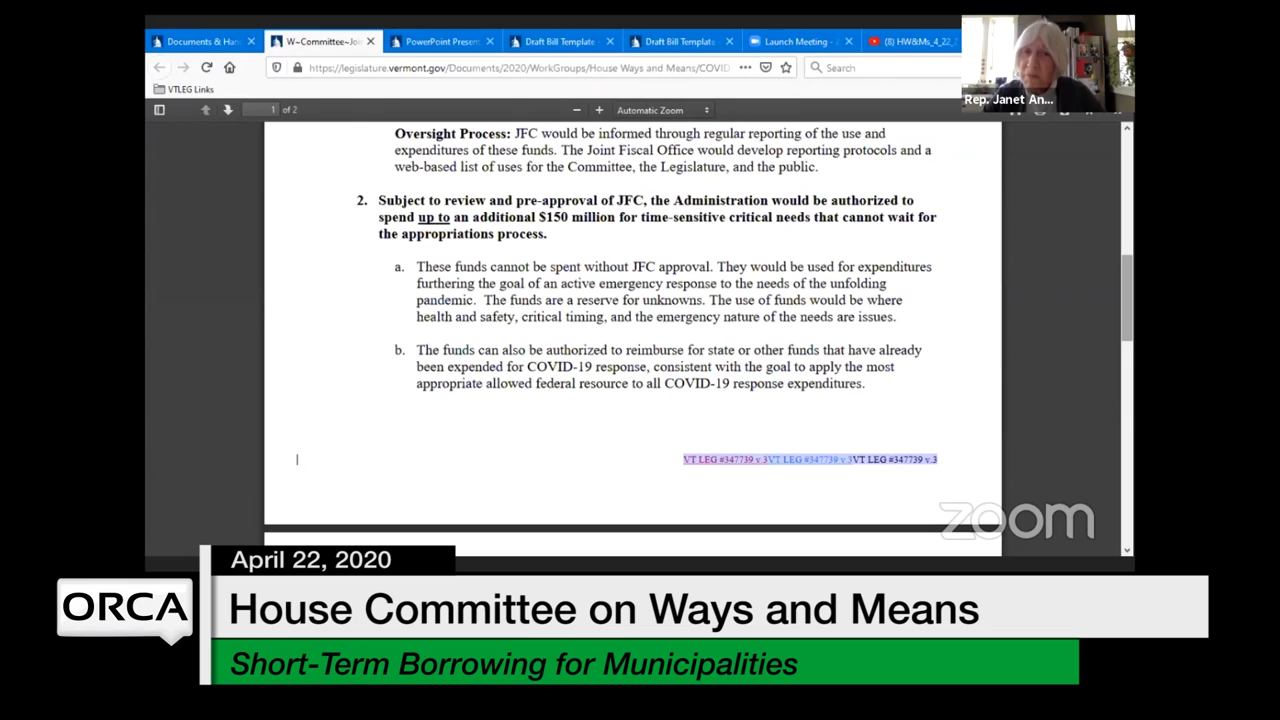 Documents & Han
W~Committee~Joi
PowerPoint Presen
Draft Bill Template
Draft Bill Template
Launch Meeting -
(8) HW&Ms_4_22_
https://legislature.vermont.gov/Documents/2020/WorkGroups/House Ways and Means/COVID
Search
VTLEG Links
1 of 2
Automatic Zoom
Rep. Janet An...
Oversight Process: JFC would be informed through regular reporting of the use and
expenditures of these funds. The Joint Fiscal Office would develop reporting protocols and a
web-based list of uses for the Committee, the Legislature, and the public.
2. Subject to review and pre-approval of JFC, the Administration would be authorized to
spend up to an additional $150 million for time-sensitive critical needs that cannot wait for
the appropriations process.
a. These funds cannot be spent without JFC approval. They would be used for expenditures
furthering the goal of an active emergency response to the needs of the unfolding
pandemic. The funds are a reserve for unknowns. The use of funds would be where
health and safety, critical timing, and the emergency nature of the needs are issues.
b. The funds can also be authorized to reimburse for state or other funds that have already
been expended for COVID-19 response, consistent with the goal to apply the most
appropriate allowed federal resource to all COVID-19 response expenditures.
VT LEG #347739 v.3VT LEG #347739 v.3VT LEG #347739 v.3
zoom
April 22, 2020
ORCA
House Committee on Ways and Means
Short-Term Borrowing for Municipalities